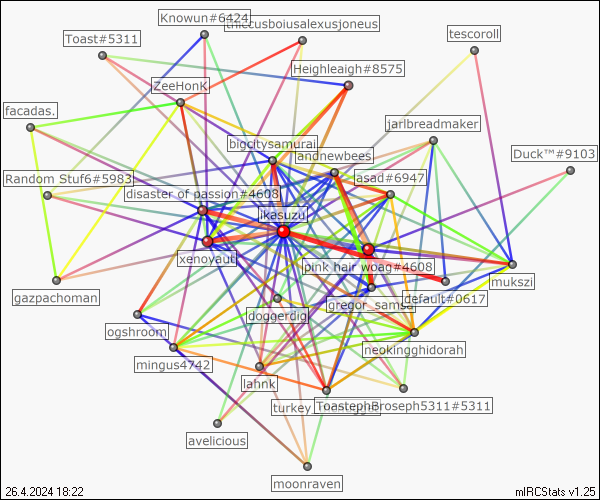 Knowun#6424
Toast#5311
tescoroll
Heighleaigh#8575
ZeeHonK
facadas.
jarlbreadmaker
bigcitysamurai
landnewbees
Duck™#9103
Random Stuf6#5983
asad#6947
disaster of passion#4608
ikasuzu
xenoyauti
pink hair woag#4608
mukszi
gazpachoman
default#0617
gregor_samsa
doggerdig
ogshroom
neokingghidorah
mingus4742
lahnk
turkey
ToastephBroseph5311#5311
avelicious
moonraven
26.4.2024 18:22
mIRCStats v1.25